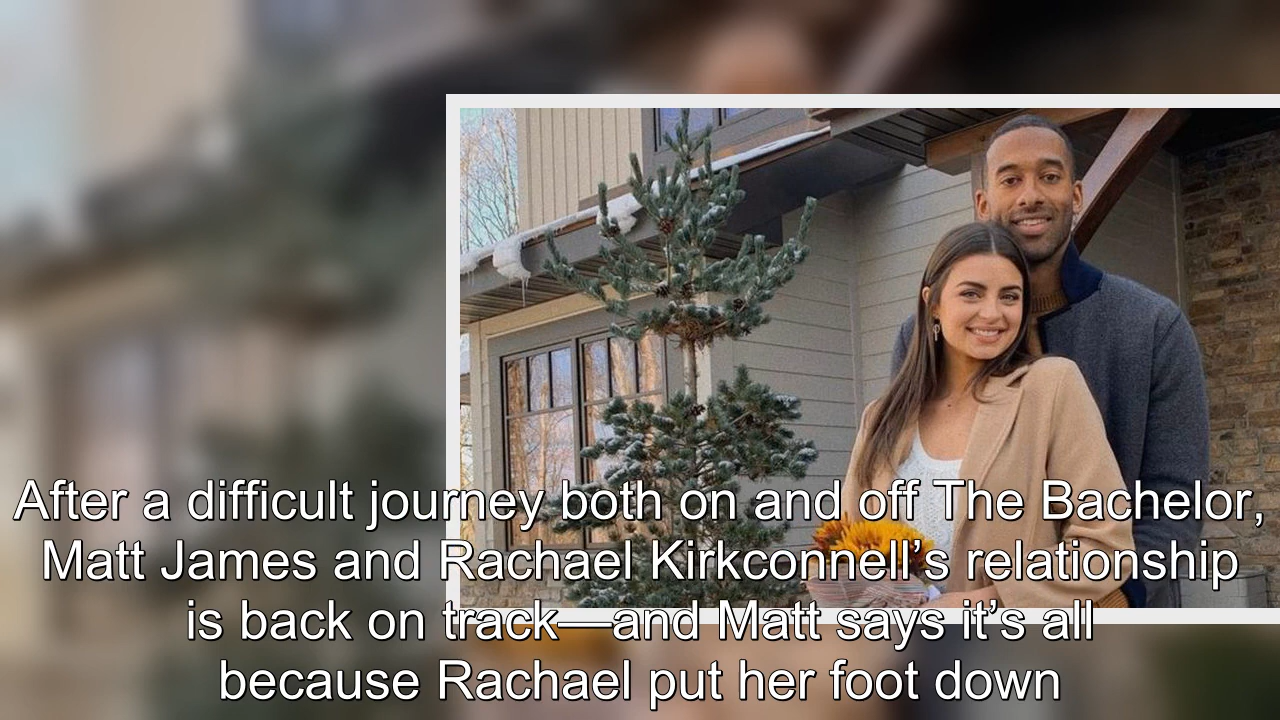 After a difficult journey both on and off The Bachelor,
Matt James and Rachael Kirkconnell’s relationship
is back on track—and Matt says it’s all
because Rachael put her foot down